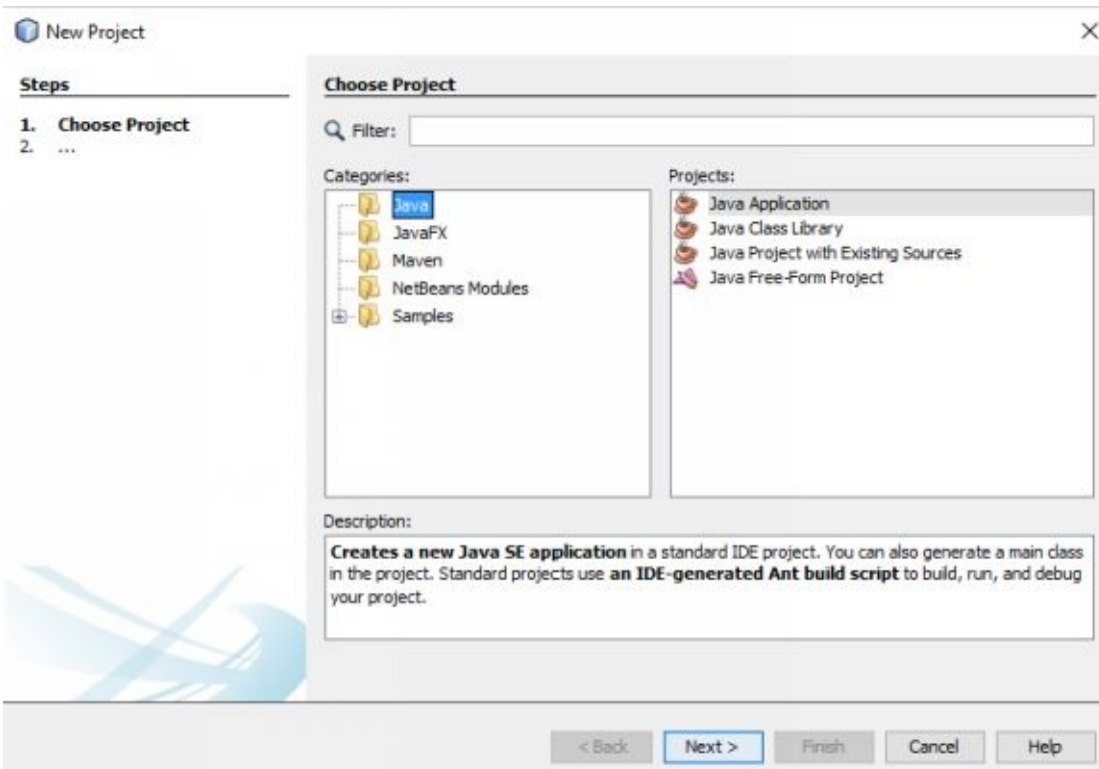 New Project
Steps
1. Choose Project
2. ...
Choose Project
Filter:
Categories:
Java
JavaFX
Maven
NetBeans Modules
Samples
Projects:
Java Application
Java Class Library
Java Project with Existing Sources
Java Free-Form Project
Description:
Creates a new Java SE application in a standard IDE project. You can also generate a main class
in the project. Standard projects use an IDE-generated Ant build script to build, run, and debug
your project.
< Back Next > Finish Cancel Help